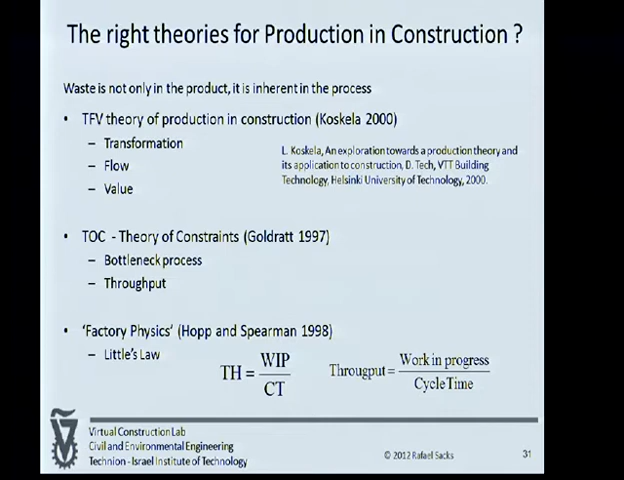 The right theories for Production in Construction ?
Waste is not only in the product, it is inherent in the process
• TFV theory of production in construction (Koskela 2000)
– Transformation
– Flow
– Value
L. Koskela, An exploration towards a production theory and
its application to construction, D. Tech, VTT Building
Technology, Helsinki University of Technology, 2000.
• TOC - Theory of Constraints (Goldratt 1997)
– Bottleneck process
– Throughput
• 'Factory Physics' (Hopp and Spearman 1998)
– Little's Law
TH = WIP / CT
Througput = Work in progress / Cycle Time
Virtual Construction Lab
Civil and Environmental Engineering
Technion - Israel Institute of Technology
© 2012 Rafael Sacks
31